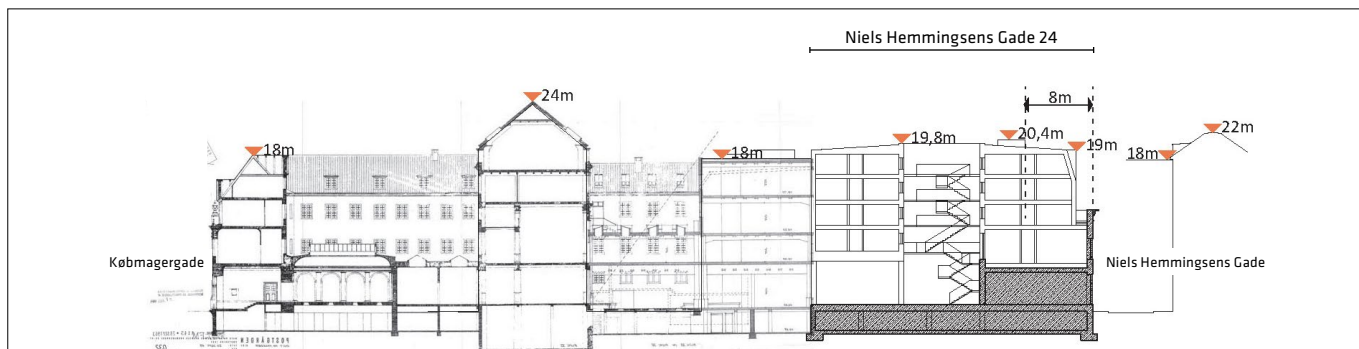 Niels Hemmingsens Gade 24
8m
24m
22m
20,4m
19,8m
19m
18m
18m
18m
Købmagergade
Niels Hemmingsens Gade
POSTGÅRDEN